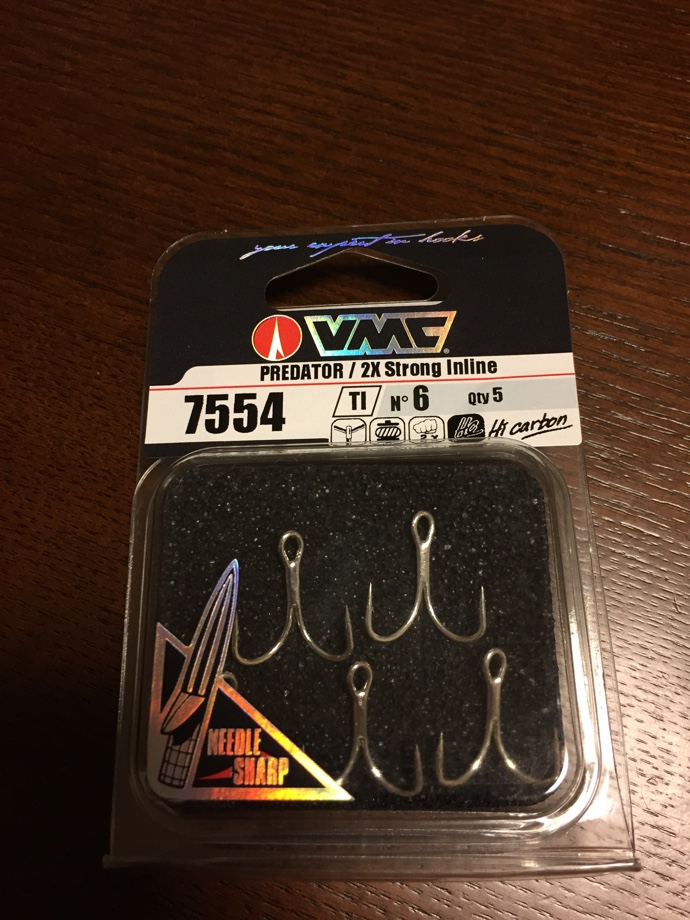 your expert in hooks
VMC®
PREDATOR / 2X Strong Inline
7554 TI N° 6 Qty 5
Hi carbon
NEEDLE
SHARP